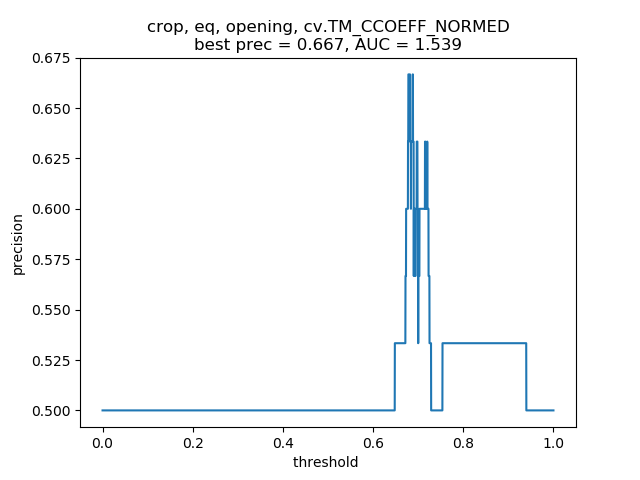 crop, eq, opening, cv.TM_CCOEFF_NORMED
best prec = 0.667, AUC = 1.539
0.675
0.650
0.625
0.600
0.575
0.550
0.525
0.500
precision
0.0 0.2 0.4 0.6 0.8 1.0
threshold